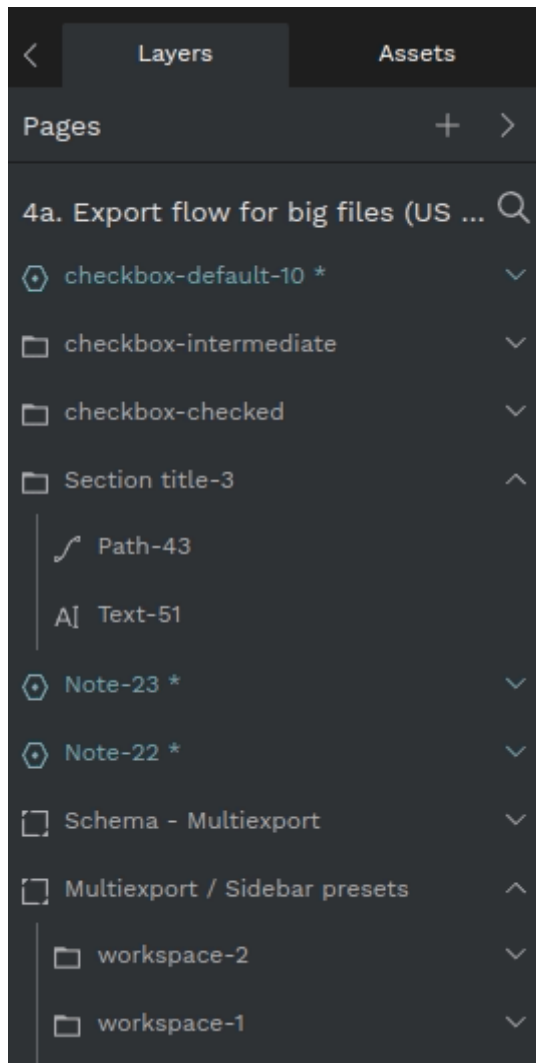 Layers Assets
Pages
4a. Export flow for big files (US ...
checkbox-default-10 *
checkbox-intermediate
checkbox-checked
Section title-3
Path-43
Text-51
Note-23 *
Note-22 *
Schema - Multiexport
Multiexport / Sidebar presets
workspace-2
workspace-1